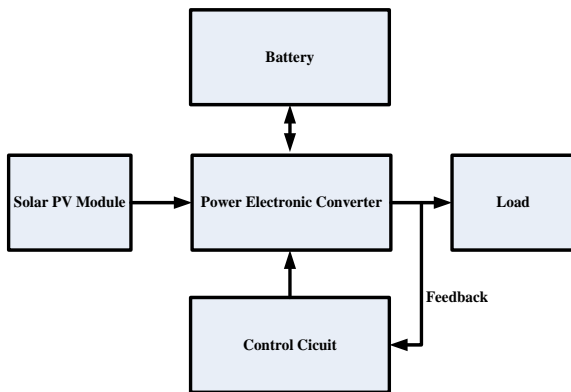 Battery
Solar PV Module
Power Electronic Converter
Load
Feedback
Control Cicuit